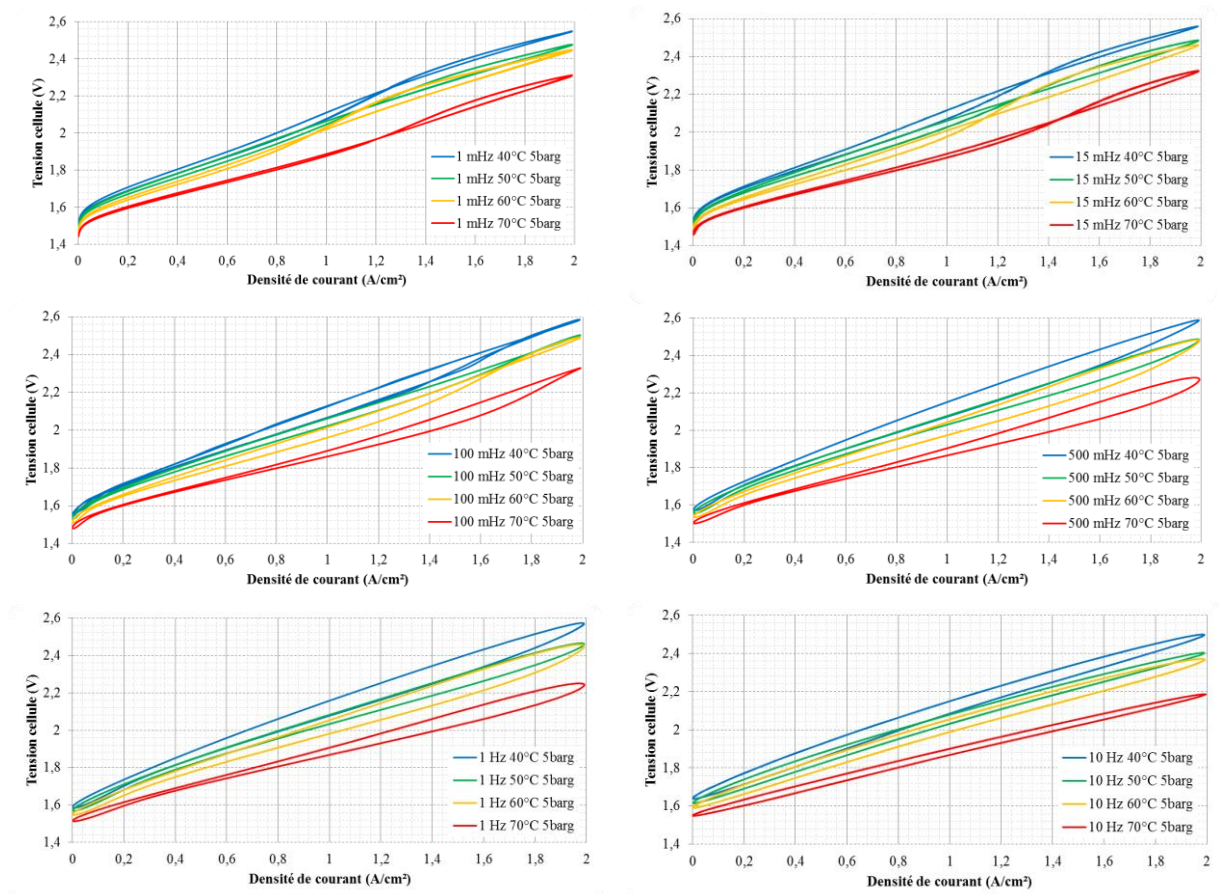 Tension cellule (V)
2,6
2,4
2,2
2
1,8
1,6
1,4
1 mHz 40°C 5barg
1 mHz 50°C 5barg
1 mHz 60°C 5barg
1 mHz 70°C 5barg
0 0,2 0,4 0,6 0,8 1 1,2 1,4 1,6 1,8 2
Densité de courant (A/cm²)
Tension cellule (V)
2,6
2,4
2,2
2
1,8
1,6
1,4
15 mHz 40°C 5barg
15 mHz 50°C 5barg
15 mHz 60°C 5barg
15 mHz 70°C 5barg
0 0,2 0,4 0,6 0,8 1 1,2 1,4 1,6 1,8 2
Densité de courant (A/cm²)
Tension cellule (V)
2,6
2,4
2,2
2
1,8
1,6
1,4
100 mHz 40°C 5barg
100 mHz 50°C 5barg
100 mHz 60°C 5barg
100 mHz 70°C 5barg
0 0,2 0,4 0,6 0,8 1 1,2 1,4 1,6 1,8 2
Densité de courant (A/cm²)
Tension cellule (V)
2,6
2,4
2,2
2
1,8
1,6
1,4
500 mHz 40°C 5barg
500 mHz 50°C 5barg
500 mHz 60°C 5barg
500 mHz 70°C 5barg
0 0,2 0,4 0,6 0,8 1 1,2 1,4 1,6 1,8 2
Densité de courant (A/cm²)
Tension cellule (V)
2,6
2,4
2,2
2
1,8
1,6
1,4
1 Hz 40°C 5barg
1 Hz 50°C 5barg
1 Hz 60°C 5barg
1 Hz 70°C 5barg
0 0,2 0,4 0,6 0,8 1 1,2 1,4 1,6 1,8 2
Densité de courant (A/cm²)
Tension cellule (V)
2,6
2,4
2,2
2
1,8
1,6
1,4
10 Hz 40°C 5barg
10 Hz 50°C 5barg
10 Hz 60°C 5barg
10 Hz 70°C 5barg
0 0,2 0,4 0,6 0,8 1 1,2 1,4 1,6 1,8 2
Densité de courant (A/cm²)